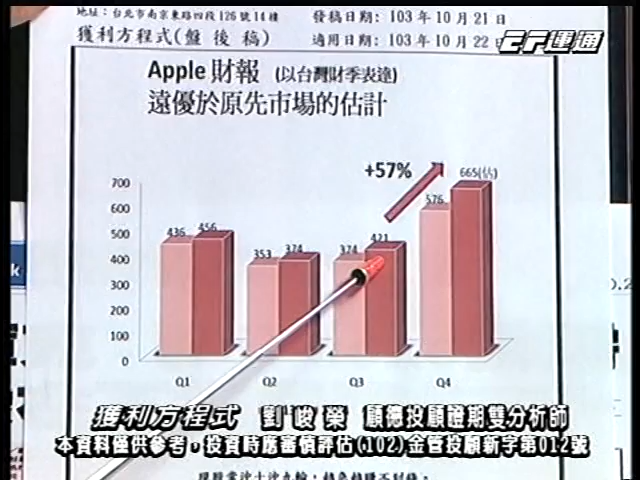 地址：台北市南京東路四段126號14樓
發稿日期：103年10月21日
獲利方程式(盤後稿)
適用日期：103年10月22
運通
Apple 財報 (以台灣財季表達)
遠優於原先市場的估計
+57%
665(估)
576
436 456
353 374
374 421
700
600
500
400
300
200
100
0
Q1 Q2 Q3 Q4
k
0.2
獲利方程式 劉峻榮 顧德投顧證期雙分析師
本資料僅供參考，投資時應審慎評估(102)金管投顧新字第012號